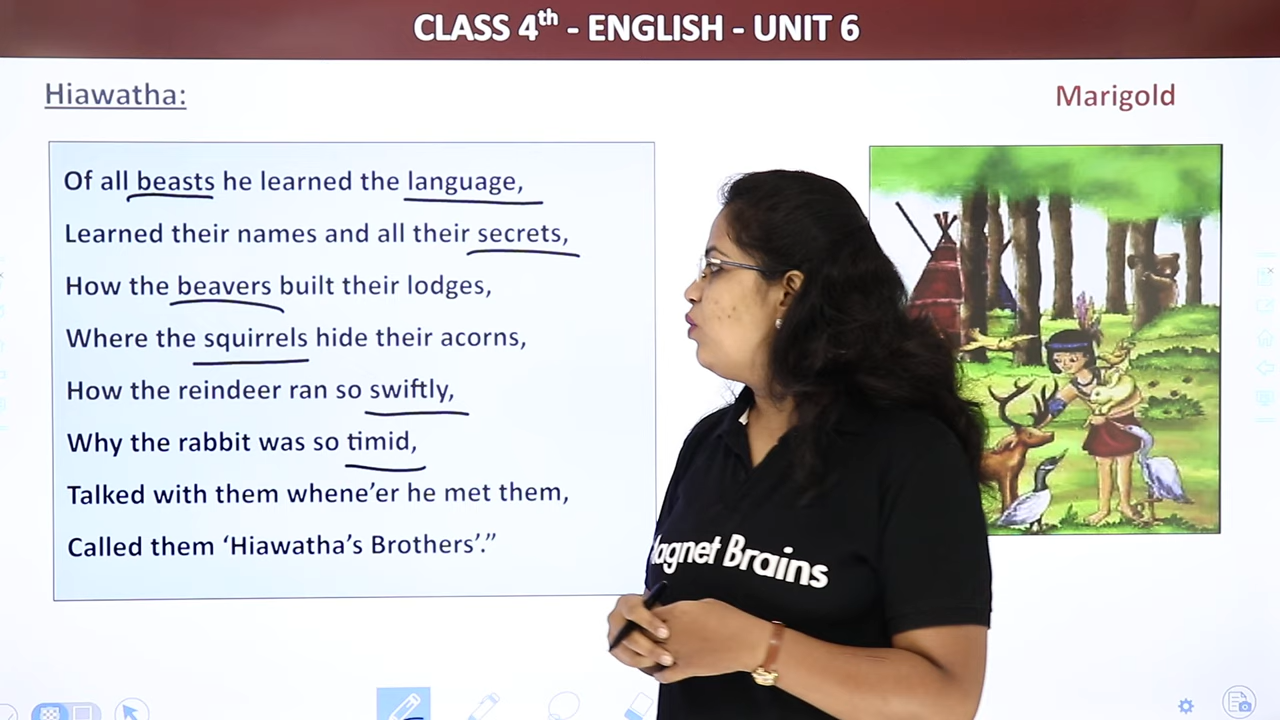 CLASS 4th - ENGLISH - UNIT 6
Hiawatha:
Marigold
Of all beasts he learned the language,
Learned their names and all their secrets,
How the beavers built their lodges,
Where the squirrels hide their acorns,
How the reindeer ran so swiftly,
Why the rabbit was so timid,
Talked with them whene’er he met them,
Called them ‘Hiawatha’s Brothers’.”
Magnet Brains